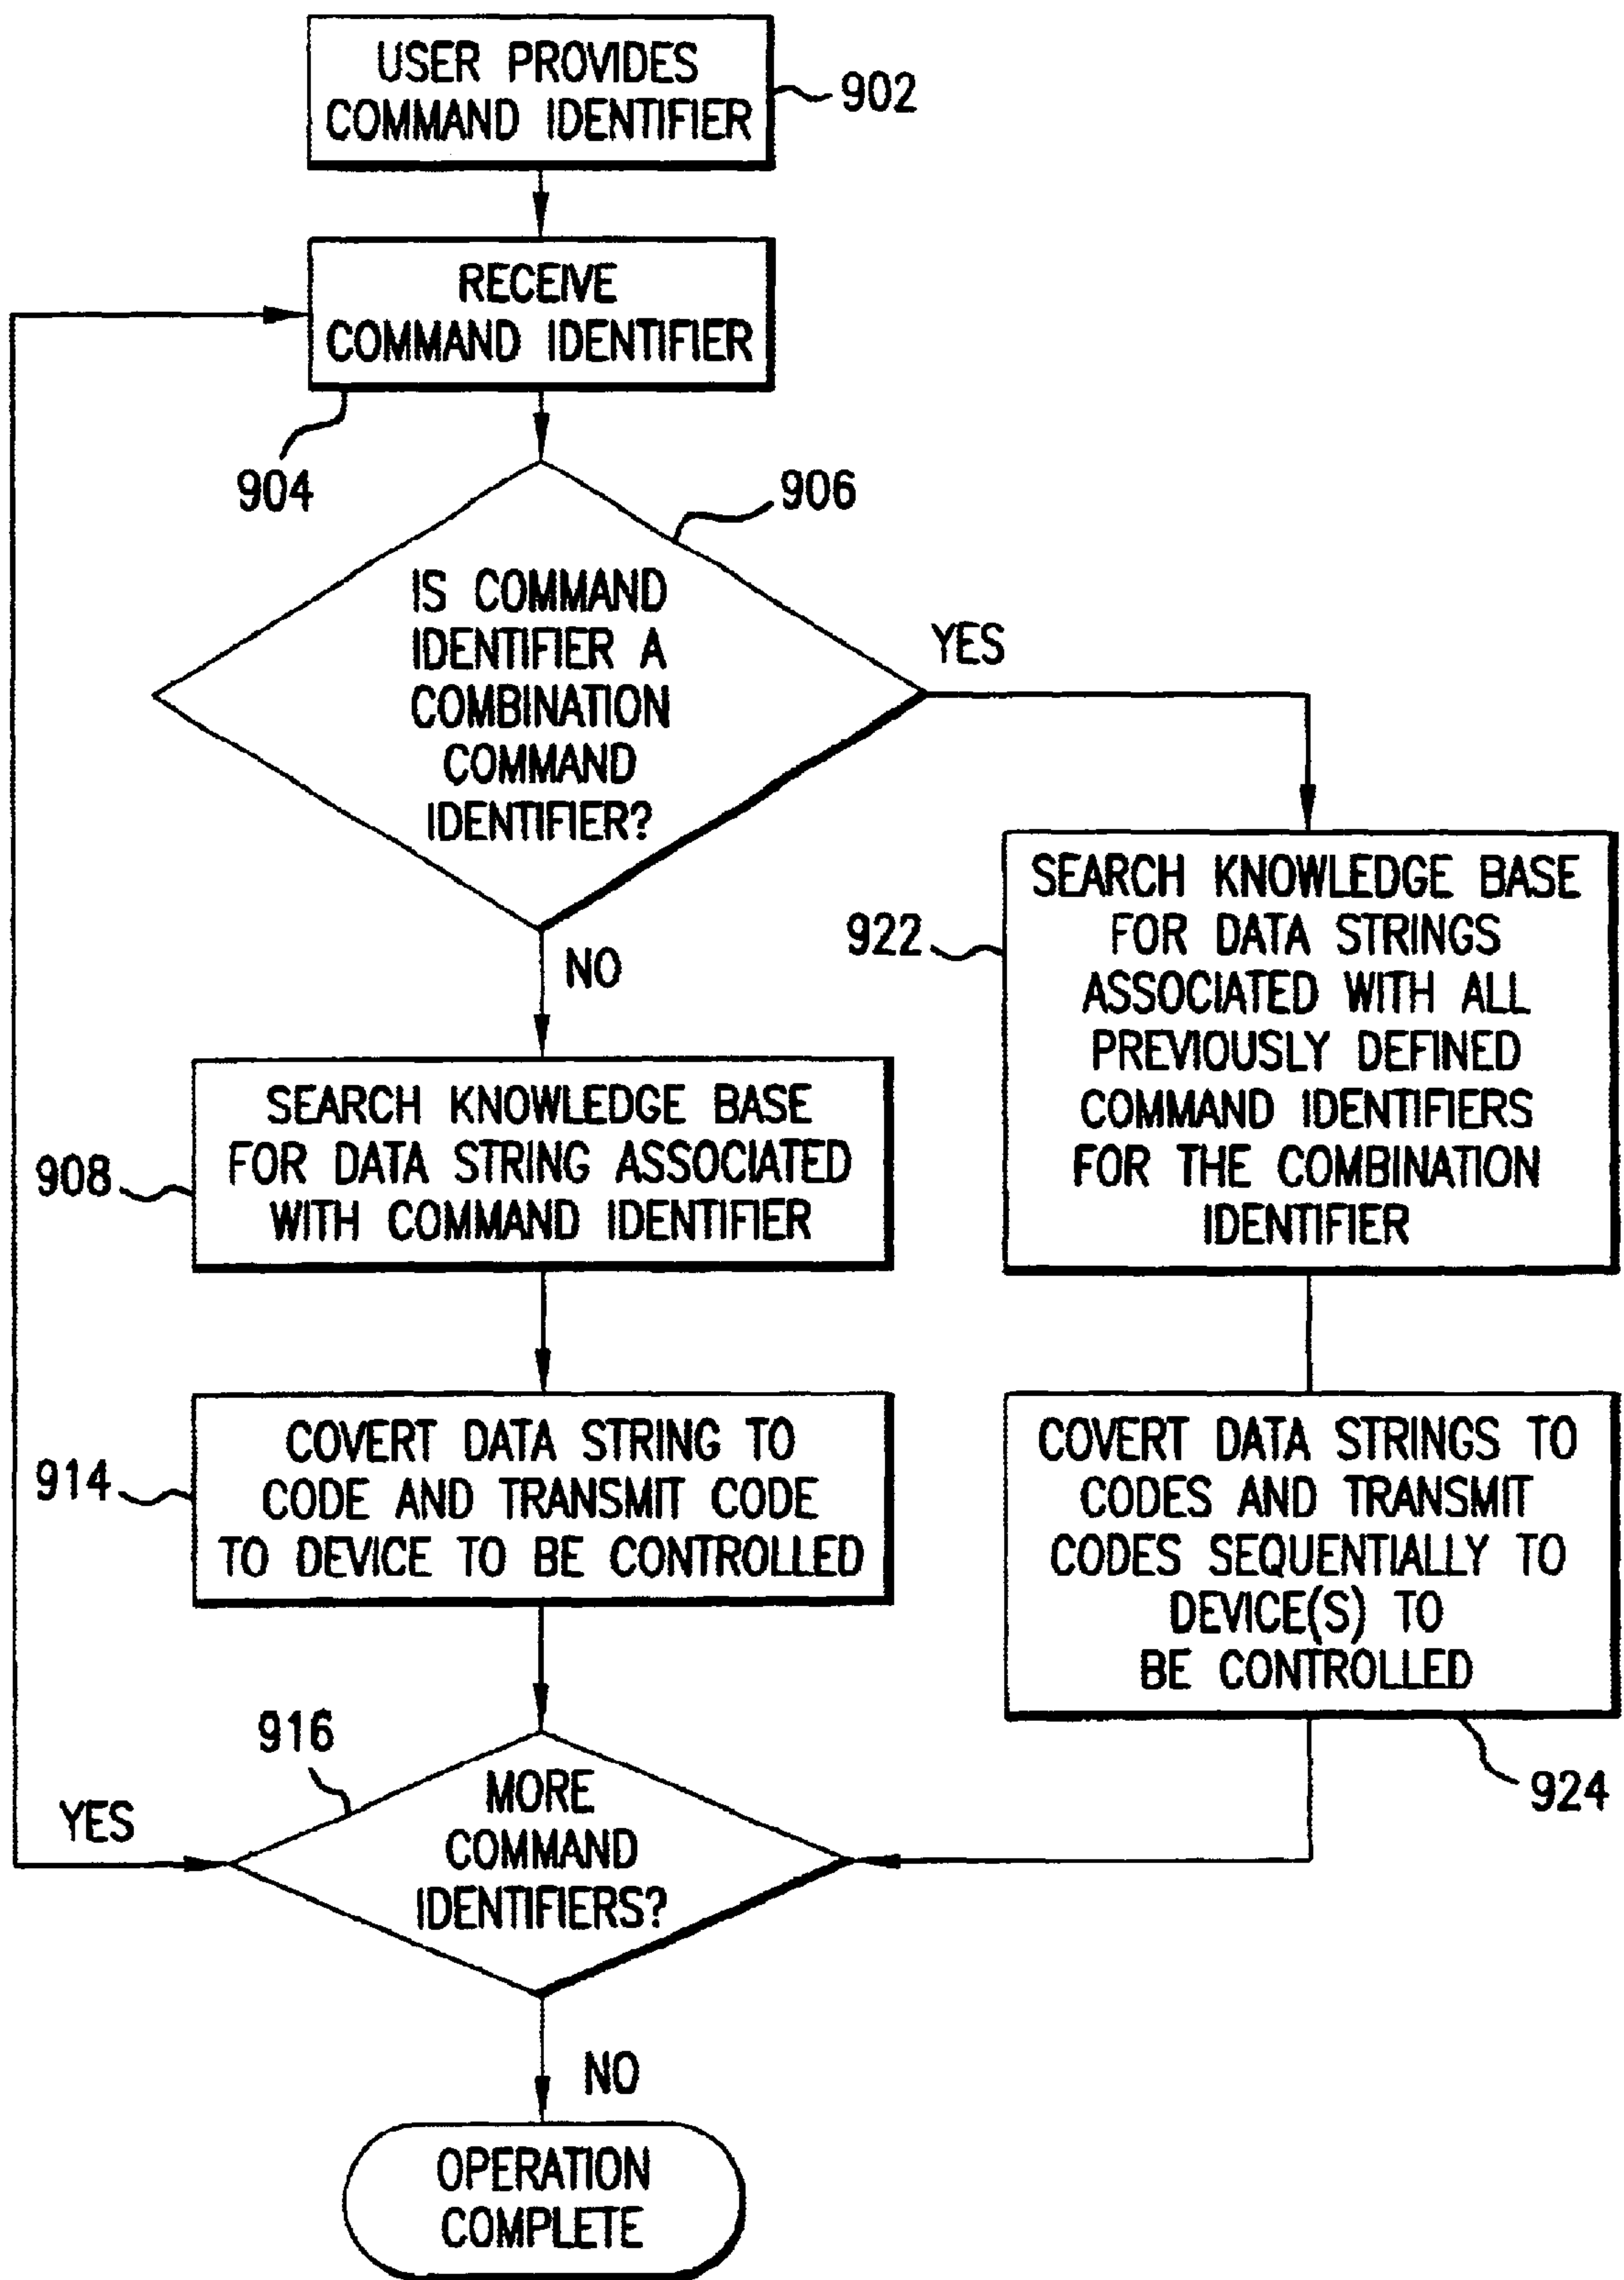 USER PROVIDES
COMMAND IDENTIFIER
902
RECEIVE
COMMAND IDENTIFIER
904
906
IS COMMAND
IDENTIFIER A
COMBINATION
COMMAND
IDENTIFIER?
YES
NO
922
SEARCH KNOWLEDGE BASE
FOR DATA STRINGS
ASSOCIATED WITH ALL
PREVIOUSLY DEFINED
COMMAND IDENTIFIERS
FOR THE COMBINATION
IDENTIFIER
908
SEARCH KNOWLEDGE BASE
FOR DATA STRING ASSOCIATED
WITH COMMAND IDENTIFIER
914
COVERT DATA STRING TO
CODE AND TRANSMIT CODE
TO DEVICE TO BE CONTROLLED
COVERT DATA STRINGS TO
CODES AND TRANSMIT
CODES SEQUENTIALLY TO
DEVICE(S) TO
BE CONTROLLED
924
916
YES
MORE
COMMAND
IDENTIFIERS?
NO
OPERATION
COMPLETE